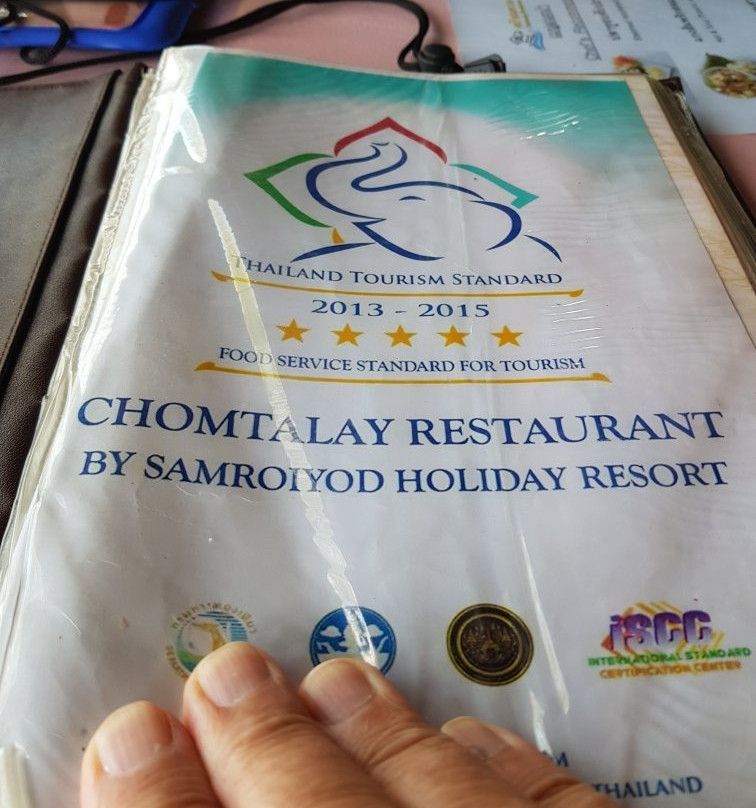 THAILAND TOURISM STANDARD
2013 - 2015
FOOD SERVICE STANDARD FOR TOURISM
CHOMTALAY RESTAURANT
BY SAMROIYOD HOLIDAY RESORT
iSCC
INTERNATIONAL STANDARD
CERTIFICATION CENTER
THAILAND